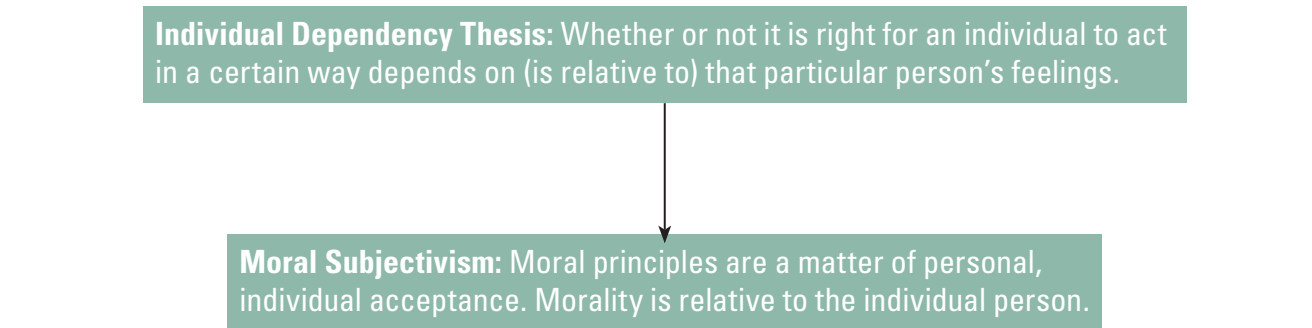 Individual Dependency Thesis: Whether or not it is right for an individual to act
in a certain way depends on (is relative to) that particular person’s feelings.
Moral Subjectivism: Moral principles are a matter of personal,
individual acceptance. Morality is relative to the individual person.